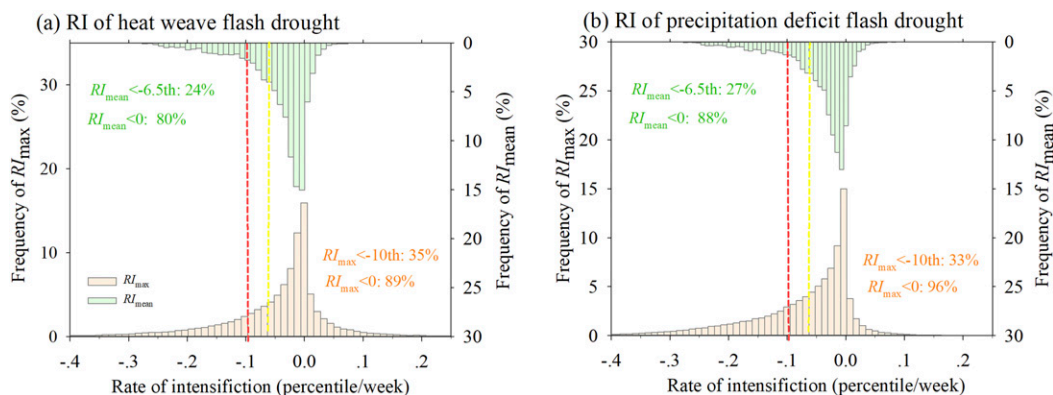 (a) RI of heat weave flash drought
Frequency of RImax (%)
30
20
10
0
0
5
10
15
20
25
30
Frequency of RImean (%)
RImean<-6.5th: 24%
RImean<0: 80%
RImax<-10th: 35%
RImax<0: 89%
RImax
RImean
-.4
-.3
-.2
-.1
0.0
.1
.2
Rate of intensifiction (percentile/week)
(b) RI of precipitation deficit flash drought
Frequency of RImax (%)
30
25
20
15
10
5
0
0
5
10
15
20
25
30
Frequency of RImean (%)
RImean<-6.5th: 27%
RImean<0: 88%
RImax<-10th: 33%
RImax<0: 96%
-.4
-.3
-.2
-.1
0.0
.1
.2
Rate of intensifiction (percentile/week)